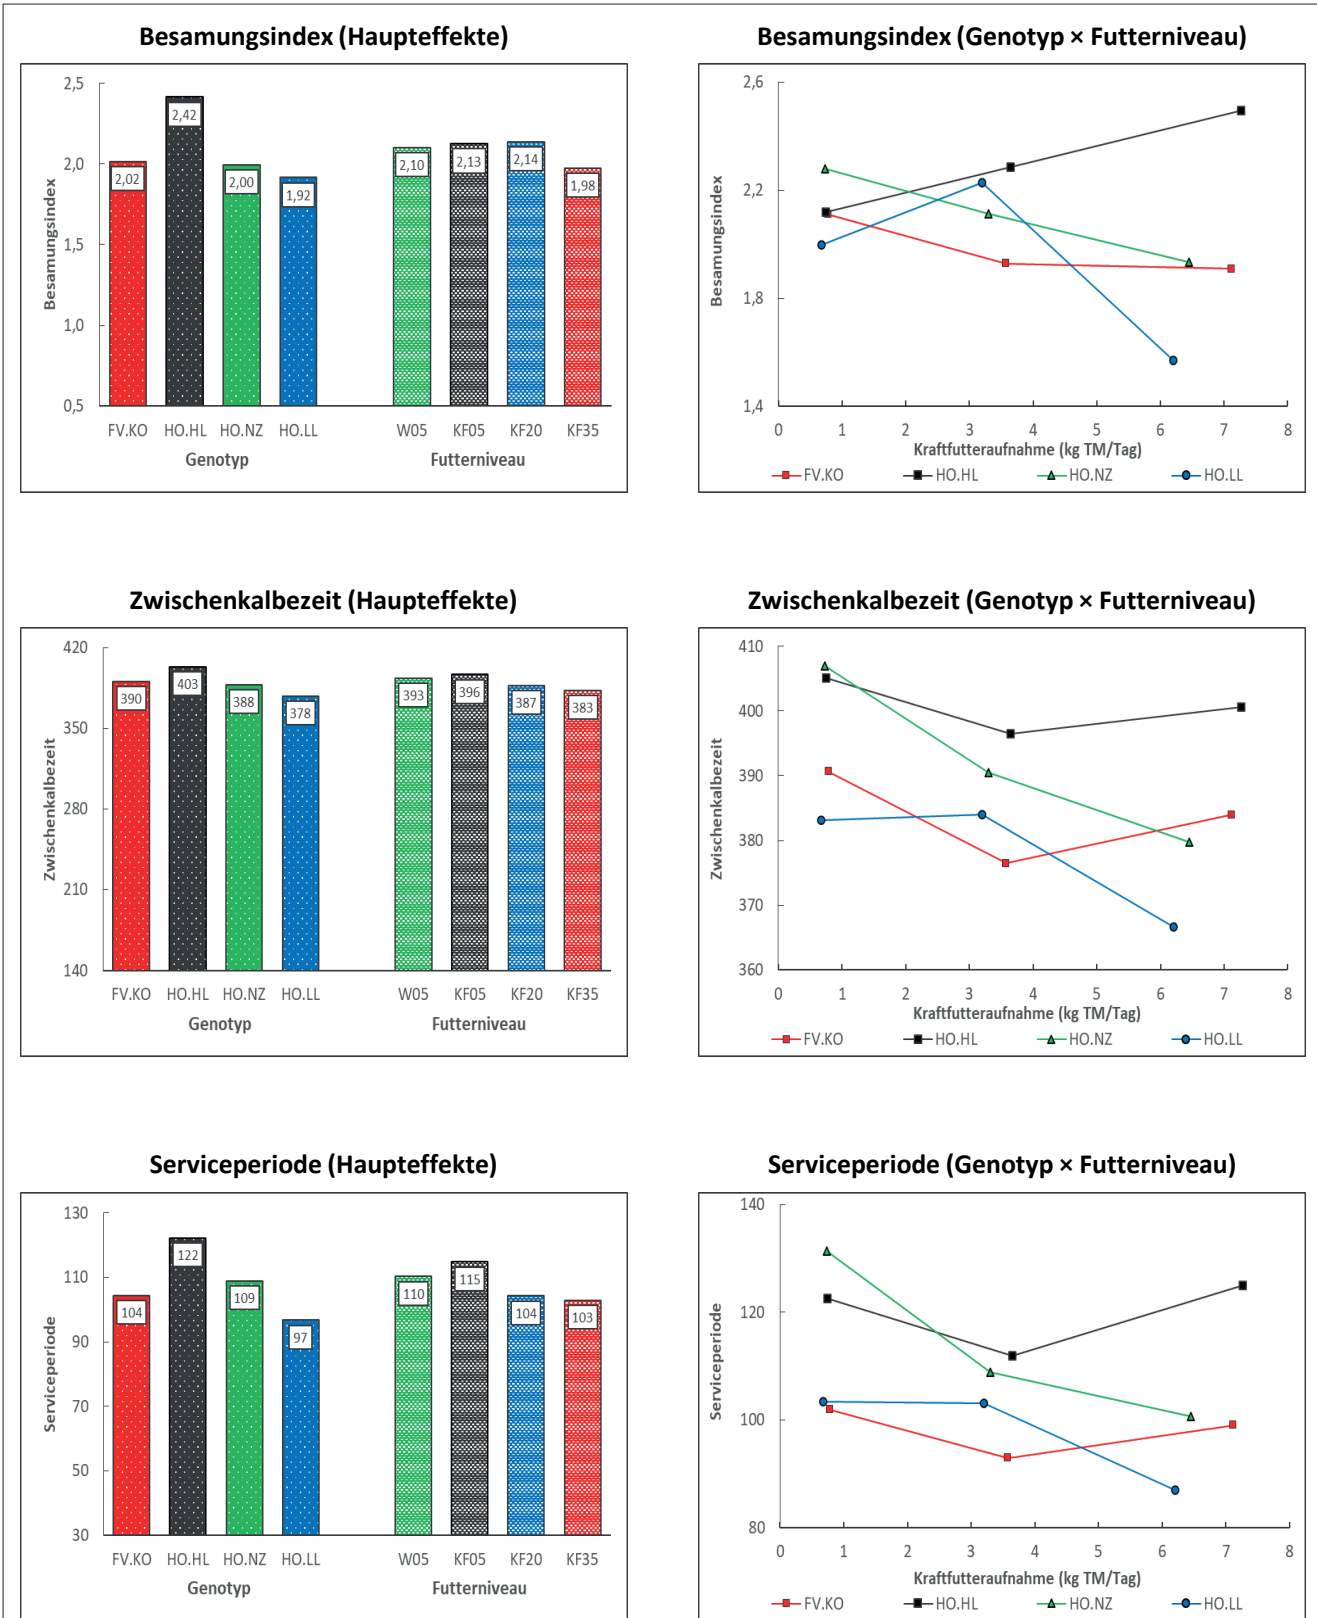 Besamungsindex (Haupteffekte)
2,5
2,0
1,5
1,0
0,5
Besamungsindex
2,02
2,42
2,00
1,92
2,10
2,13
2,14
1,98
FV.KO HO.HL HO.NZ HO.LL W05 KF05 KF20 KF35
Genotyp Futterniveau
Besamungsindex (Genotyp × Futterniveau)
2,6
2,2
1,8
1,4
Besamungsindex
0 1 2 3 4 5 6 7 8
Kraftfutteraufnahme (kg TM/Tag)
FV.KO HO.HL HO.NZ HO.LL
Zwischenkalbezeit (Haupteffekte)
420
350
280
210
140
Zwischenkalbezeit
390
403
388
378
393
396
387
383
FV.KO HO.HL HO.NZ HO.LL W05 KF05 KF20 KF35
Genotyp Futterniveau
Zwischenkalbezeit (Genotyp × Futterniveau)
410
400
390
380
370
360
Zwischenkalbezeit
0 1 2 3 4 5 6 7 8
Kraftfutteraufnahme (kg TM/Tag)
FV.KO HO.HL HO.NZ HO.LL
Serviceperiode (Haupteffekte)
130
110
90
70
50
30
Serviceperiode
104
122
109
97
110
115
104
103
FV.KO HO.HL HO.NZ HO.LL W05 KF05 KF20 KF35
Genotyp Futterniveau
Serviceperiode (Genotyp × Futterniveau)
140
120
100
80
Serviceperiode
0 1 2 3 4 5 6 7 8
Kraftfutteraufnahme (kg TM/Tag)
FV.KO HO.HL HO.NZ HO.LL